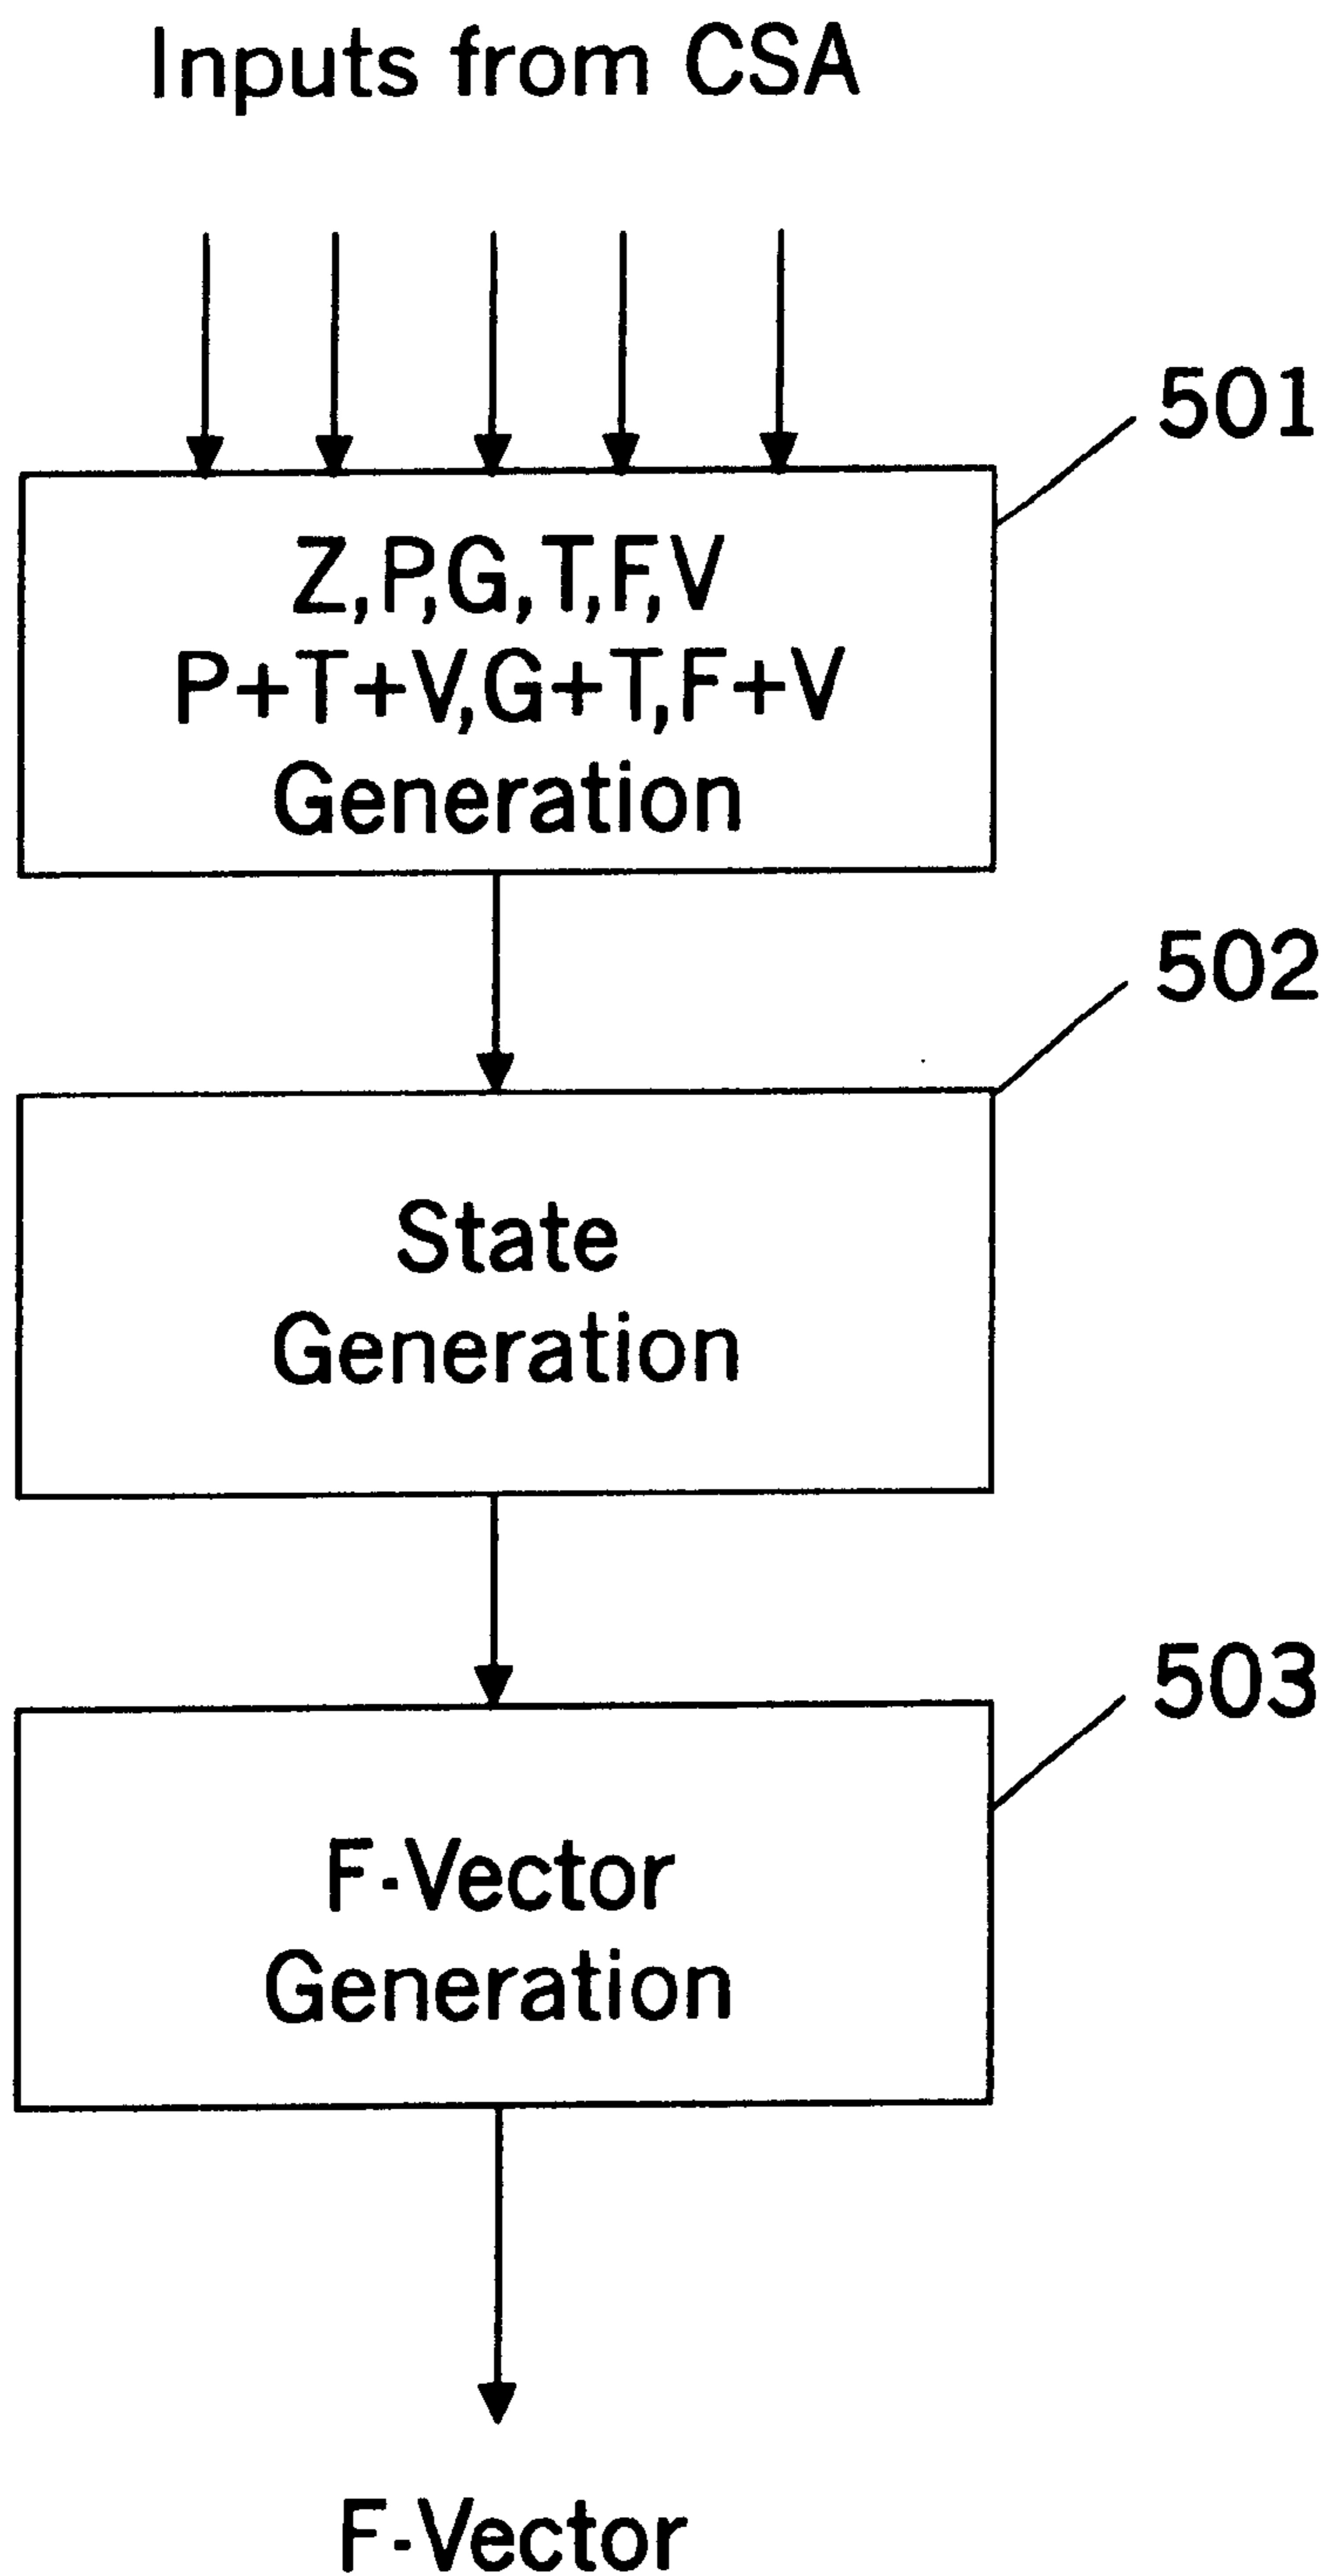 Inputs from CSA
501
Z,P,G,T,F,V
P+T+V,G+T,F+V
Generation
502
State
Generation
503
F-Vector
Generation
F-Vector